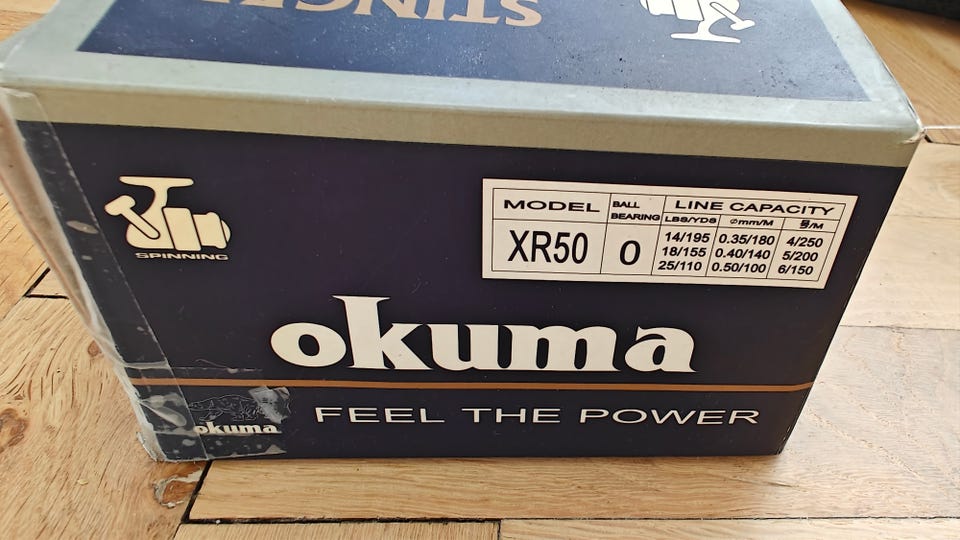 SPINNING
MODEL BALL BEARING LINE CAPACITY
LBS/YDS ⌀mm/M 号/M
XR50 0
14/195 0.35/180 4/250
18/155 0.40/140 5/200
25/110 0.50/100 6/150
okuma
FEEL THE POWER
okuma